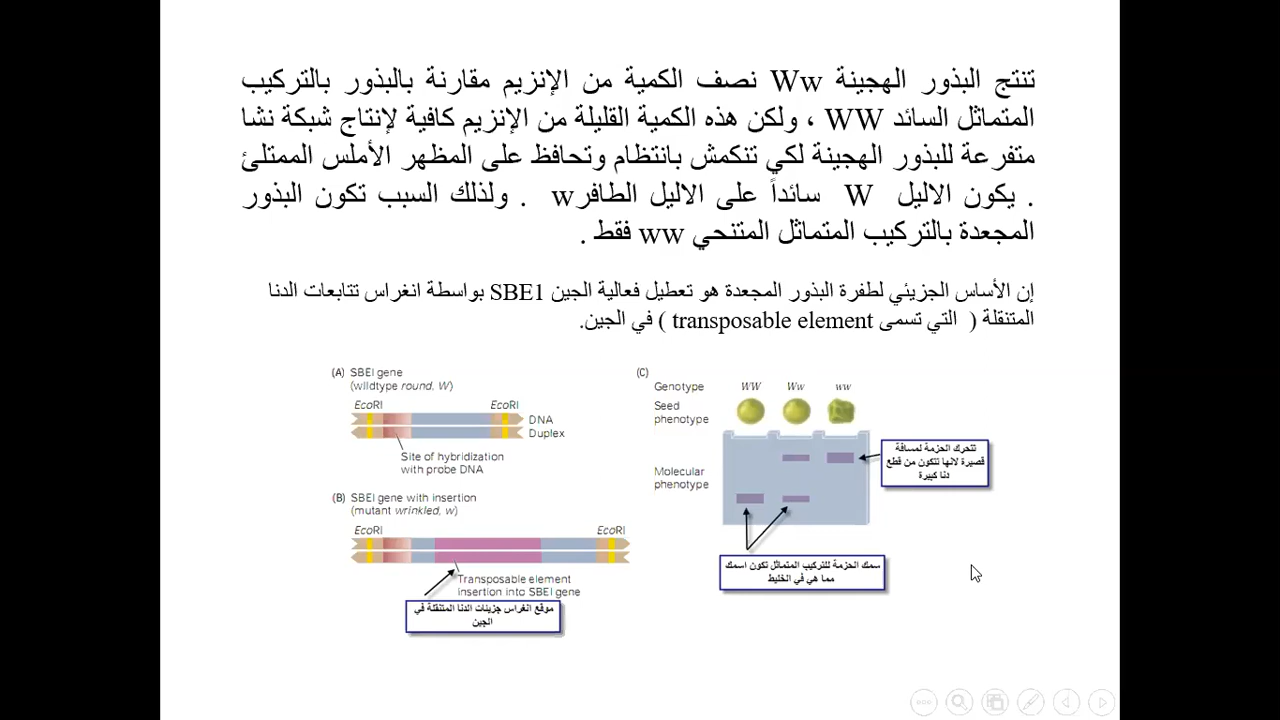 تنتج البذور الهجينة Ww نصف الكمية من الإنزيم مقارنة بالبذور بالتركيب
المتماثل السائد WW ، ولكن هذه الكمية القليلة من الإنزيم كافية لإنتاج شبكة نشا
متفرعة للبذور الهجينة لكي تنكمش بانتظام وتحافظ على المظهر الأملس الممتلئ
. يكون الاليل W سائداً على الاليل الطافرw . ولذلك السبب تكون البذور
المجعدة بالتركيب المتماثل المتنحي ww فقط .
إن الأساس الجزيئي لطفرة البذور المجعدة هو تعطيل فعالية الجين SBE1 بواسطة انغراس تتابعات الدنا
المتنقلة ( التي تسمى transposable element ) في الجين.
(A) SBEI gene
(wildtype round, W)
EcoRI EcoRI
DNA
Duplex
Site of hybridization
with probe DNA
(B) SBEI gene with insertion
(mutant wrinkled, w)
EcoRI EcoRI
Transposable element
insertion into SBEI gene
موقع انغراس جزيئات الدنا المتنقلة في
الجين
(C)
Genotype WW Ww ww
Seed
phenotype
Molecular
phenotype
تتحرك الحزمة لمسافة
قصيرة لانها تتكون من قطع
دنا كبيرة
سمك الحزمة للتركيب المتماثل تكون اسمك
مما هي في الخليط